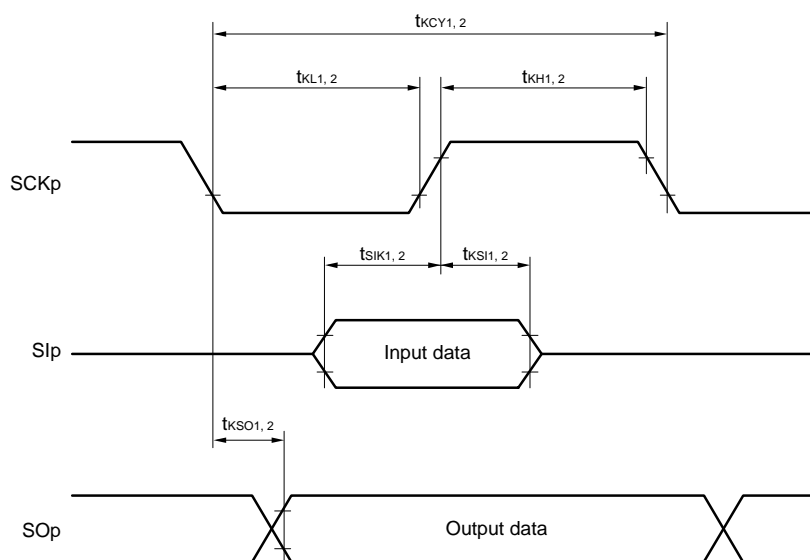 tKCY1, 2
tKL1, 2
tKH1, 2
SCKp
tSIK1, 2
tKSI1, 2
SIp
Input data
tKSO1, 2
SOp
Output data